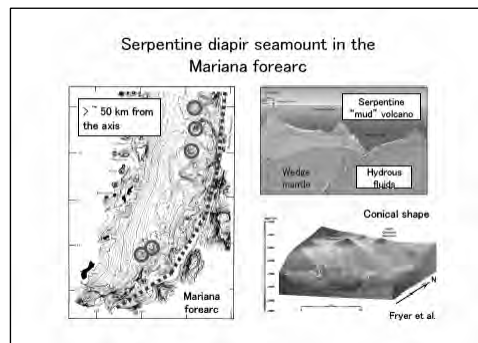 Serpentine diapir seamount in the
Mariana forearc
> ~ 50 km from
the axis
Mariana
forearc
Serpentine
"mud" volcano
Wedge
mantle
Hydrous
fluids
Conical shape
N
Fryer et al.